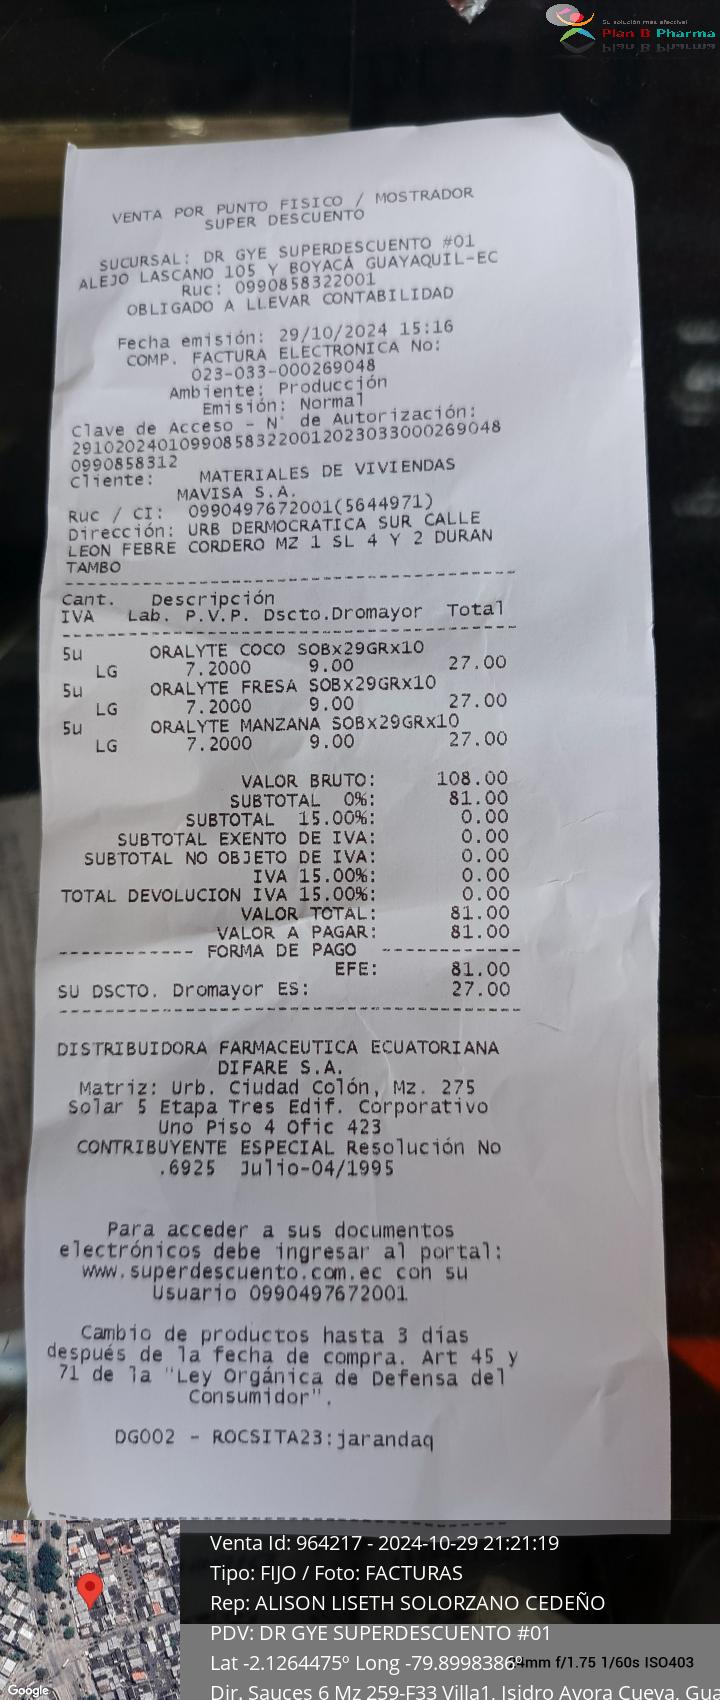 Su solución más efectiva!
Plan B Pharma
VENTA POR PUNTO FISICO / MOSTRADOR
SUPER DESCUENTO
SUCURSAL: DR GYE SUPERDESCUENTO #01
ALEJO LASCANO 105 Y BOYACÁ GUAYAQUIL-EC
Ruc: 0990858322001
OBLIGADO A LLEVAR CONTABILIDAD
Fecha emisión: 29/10/2024 15:16
COMP. FACTURA ELECTRONICA No:
023-033-000269048
Ambiente: Producción
Emisión: Normal
Clave de Acceso - N° de Autorización:
291020240109908583220012023033000269048
0990858312
Cliente: MATERIALES DE VIVIENDAS
MAVISA S.A.
Ruc / CI: 0990497672001(5644971)
Dirección: URB DERMOCRATICA SUR CALLE
LEON FEBRE CORDERO MZ 1 SL 4 Y 2 DURAN
TAMBO
Cant. Descripción
IVA Lab. P.V.P. Dscto.Dromayor Total
5u ORALYTE COCO SOBx29GRx10
LG 7.2000 9.00 27.00
5u ORALYTE FRESA SOBx29GRx10
LG 7.2000 9.00 27.00
5u ORALYTE MANZANA SOBx29GRx10
LG 7.2000 9.00 27.00
VALOR BRUTO: 108.00
SUBTOTAL 0%: 81.00
SUBTOTAL 15.00%: 0.00
SUBTOTAL EXENTO DE IVA: 0.00
SUBTOTAL NO OBJETO DE IVA: 0.00
IVA 15.00%: 0.00
TOTAL DEVOLUCION IVA 15.00%: 0.00
VALOR TOTAL: 81.00
VALOR A PAGAR: 81.00
------------ FORMA DE PAGO ------------
EFE: 81.00
SU DSCTO. Dromayor ES: 27.00
DISTRIBUIDORA FARMACEUTICA ECUATORIANA
DIFARE S.A.
Matriz: Urb. Ciudad Colón, Mz. 275
Solar 5 Etapa Tres Edif. Corporativo
Uno Piso 4 Ofic 423
CONTRIBUYENTE ESPECIAL Resolución No
.6925 Julio-04/1995
Para acceder a sus documentos
electrónicos debe ingresar al portal:
www.superdescuento.com.ec con su
Usuario 0990497672001
Cambio de productos hasta 3 días
después de la fecha de compra. Art 45 y
71 de la "Ley Orgánica de Defensa del
Consumidor".
DG002 - ROCSITA23:jarandaq
Venta Id: 964217 - 2024-10-29 21:21:19
Tipo: FIJO / Foto: FACTURAS
Rep: ALISON LISETH SOLORZANO CEDEÑO
PDV: DR GYE SUPERDESCUENTO #01
Lat -2.1264475º Long -79.8998386º
mm f/1.75 1/60s ISO403
Dir. Sauces 6 Mz 259-F33 Villa1, Isidro Ayora Cueva, Gua
Google